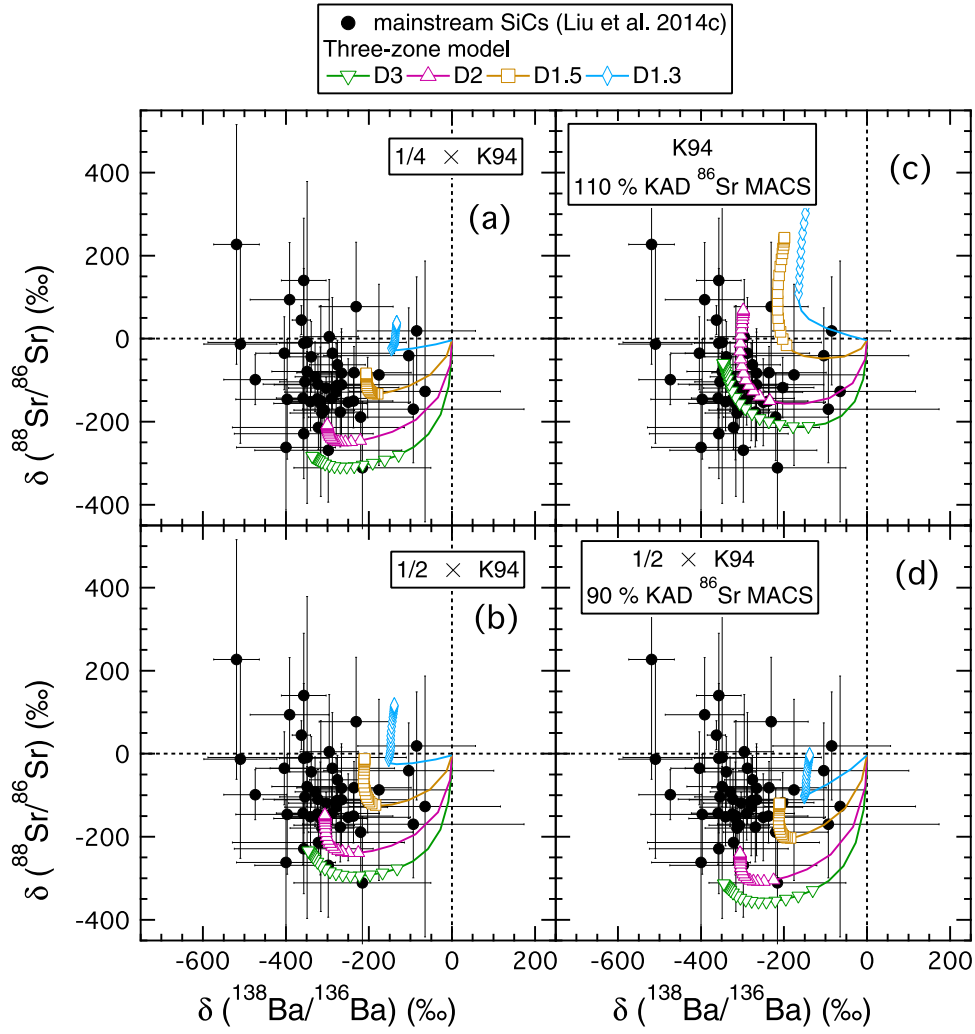 mainstream SiCs (Liu et al. 2014c)
Three-zone model
D3 D2 D1.5 D1.3
400
200
0
-200
-400
δ (⁸⁸Sr/⁸⁶Sr) (‰)
1/4 × K94
(a)
K94
110 % KAD ⁸⁶Sr MACS
(c)
400
200
0
-200
-400
δ (⁸⁸Sr/⁸⁶Sr) (‰)
1/2 × K94
(b)
1/2 × K94
90 % KAD ⁸⁶Sr MACS
(d)
-600 -400 -200 0
-600 -400 -200 0 200
δ (¹³⁸Ba/¹³⁶Ba) (‰)
δ (¹³⁸Ba/¹³⁶Ba) (‰)